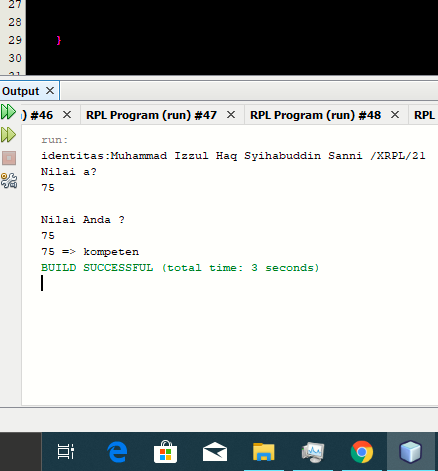 27
28
29 }
30
31
Output ×
) #46 × RPL Program (run) #47 × RPL Program (run) #48 × RPL
run:
identitas:Muhammad Izzul Haq Syihabuddin Sanni /XRPL/21
Nilai a?
75
Nilai Anda ?
75
75 => kompeten
BUILD SUCCESSFUL (total time: 3 seconds)